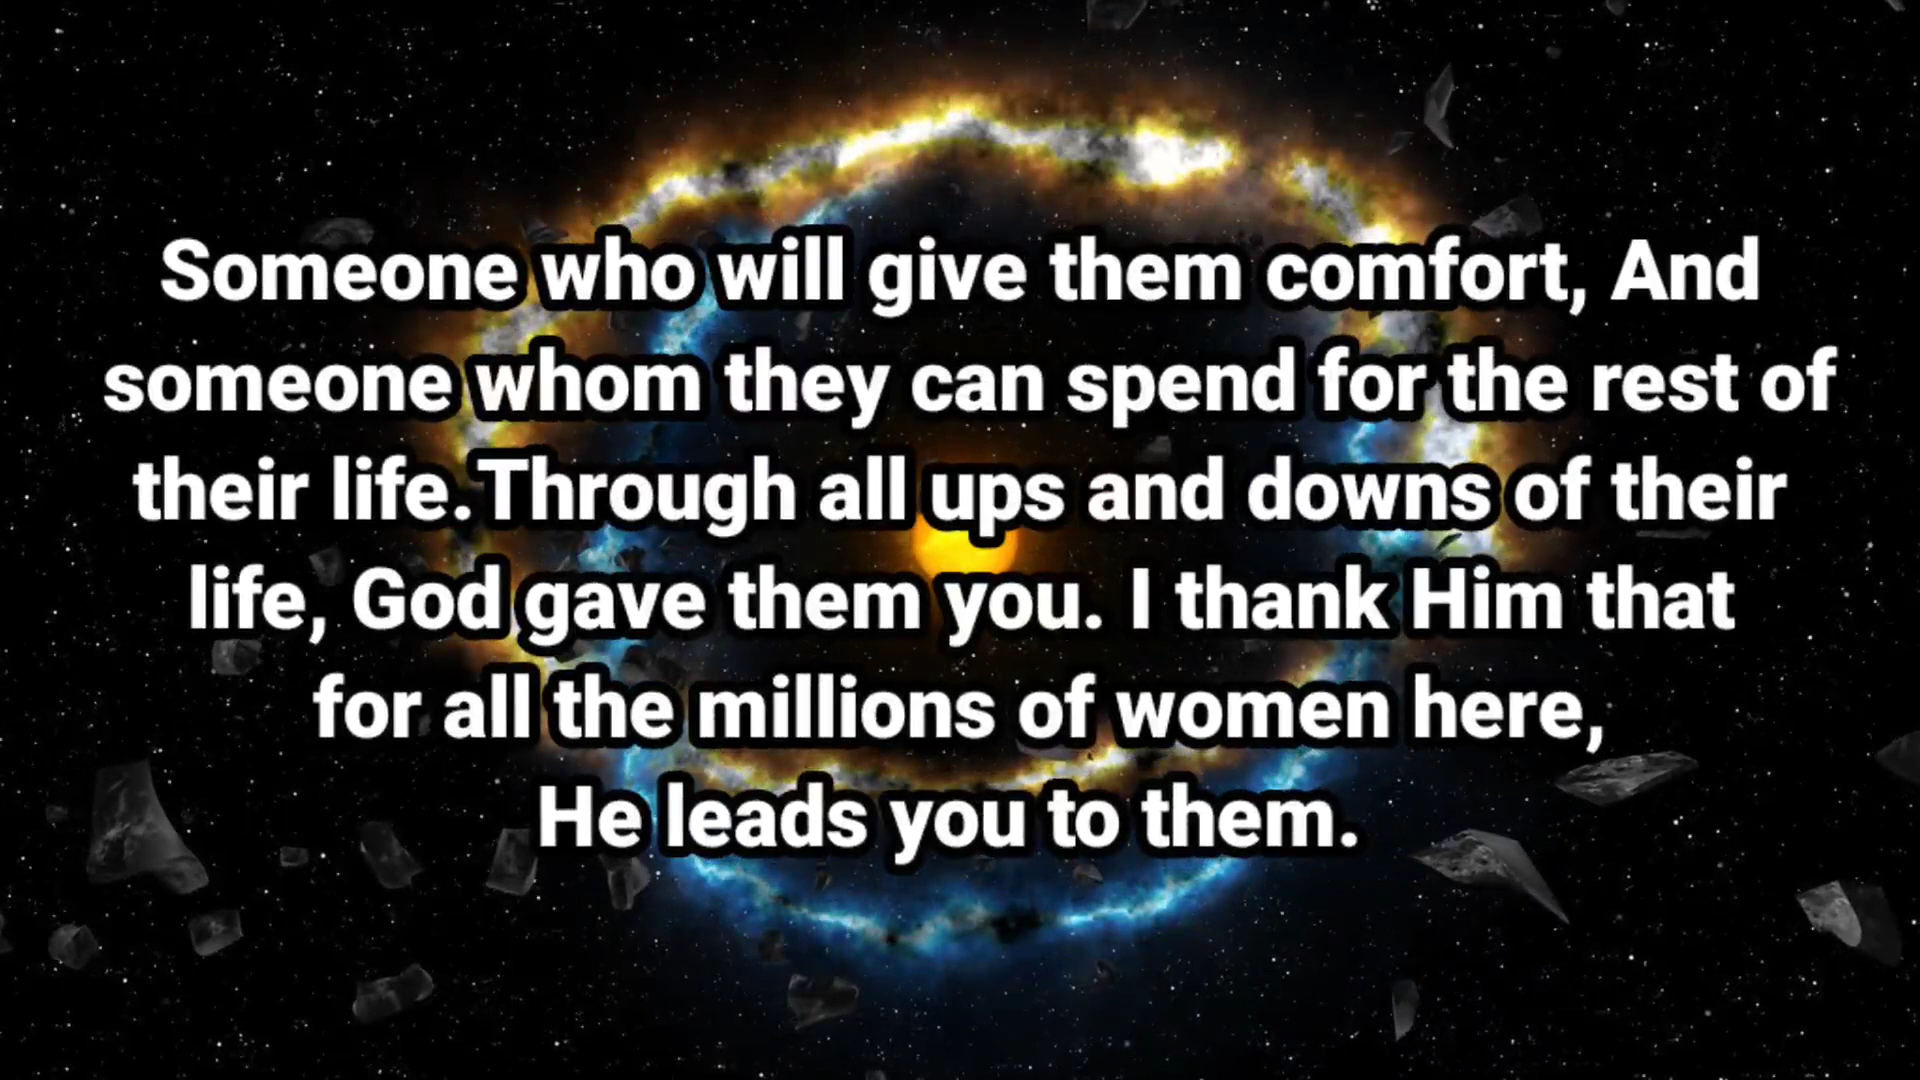 Someone who will give them comfort, And
someone whom they can spend for the rest of
their life.Through all ups and downs of their
life, God gave them you. I thank Him that
for all the millions of women here,
He leads you to them.